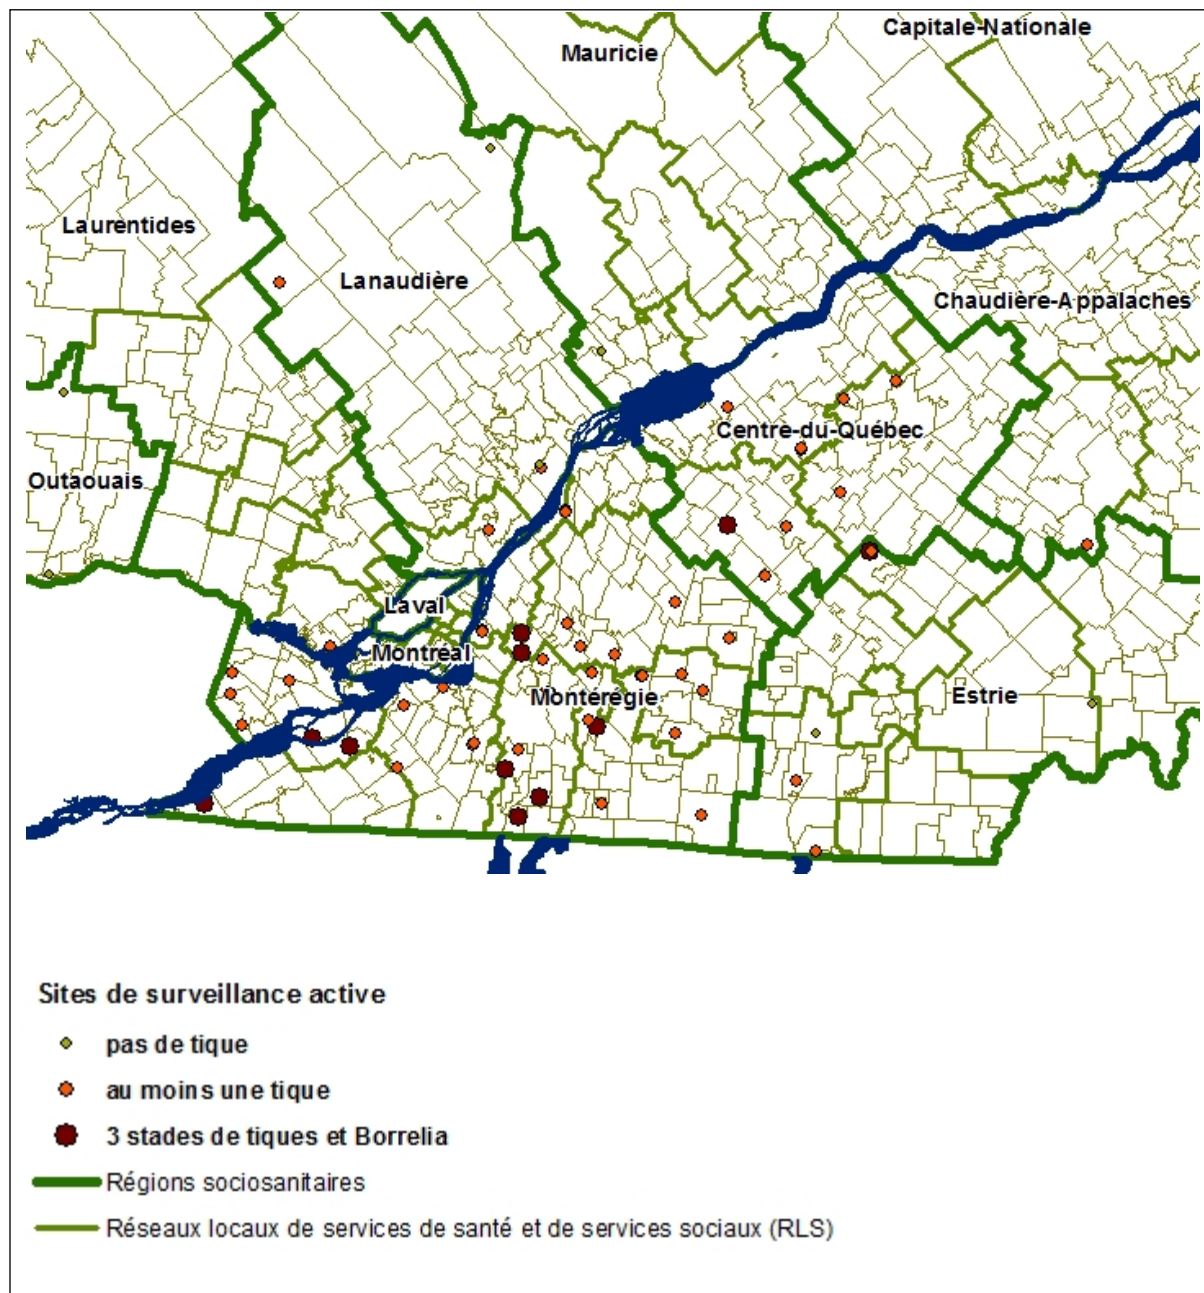 Capitale-Nationale
Mauricie
Laurentides
Lanaudière
Chaudière-Appalaches
Centre-du-Québec
Outaouais
Laval
Montréal
Montérégie
Estrie
Sites de surveillance active
pas de tique
au moins une tique
3 stades de tiques et Borrelia
Régions sociosanitaires
Réseaux locaux de services de santé et de services sociaux (RLS)